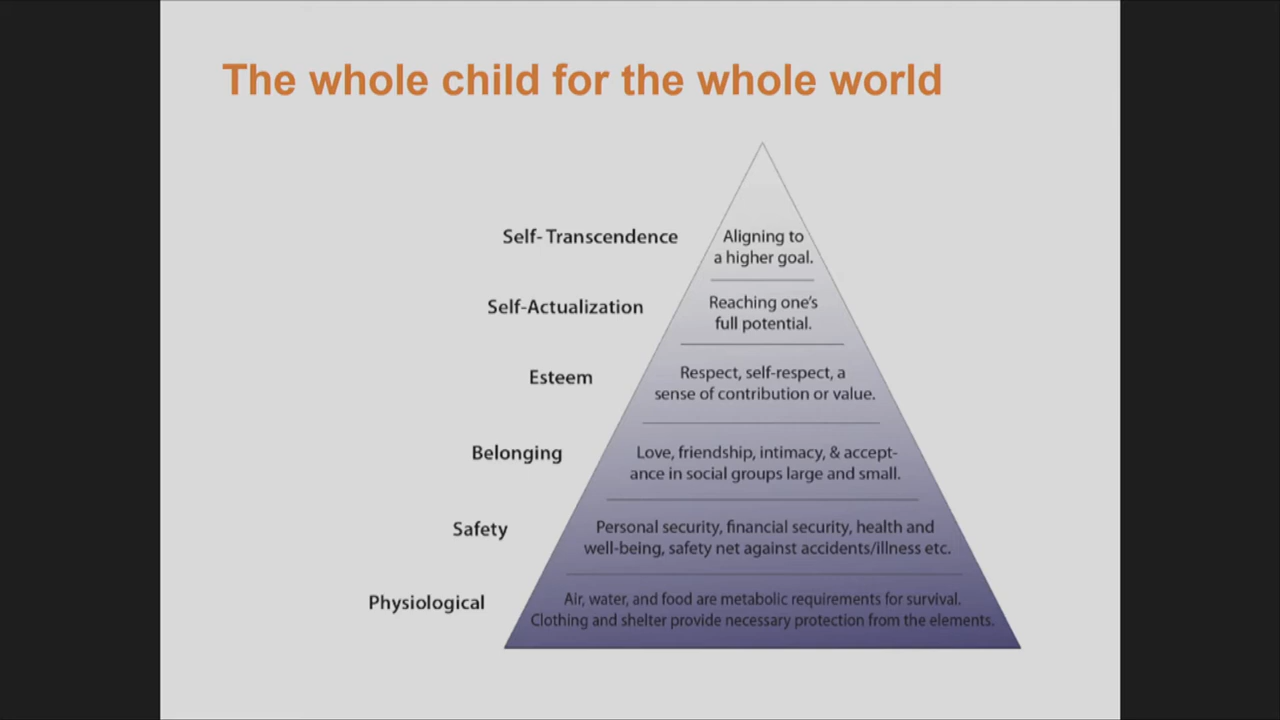 The whole child for the whole world
Self- Transcendence
Aligning to
a higher goal.
Self-Actualization
Reaching one's
full potential.
Esteem
Respect, self-respect, a
sense of contribution or value.
Belonging
Love, friendship, intimacy, & accept-
ance in social groups large and small.
Safety
Personal security, financial security, health and
well-being, safety net against accidents/illness etc.
Physiological
Air, water, and food are metabolic requirements for survival.
Clothing and shelter provide necessary protection from the elements.